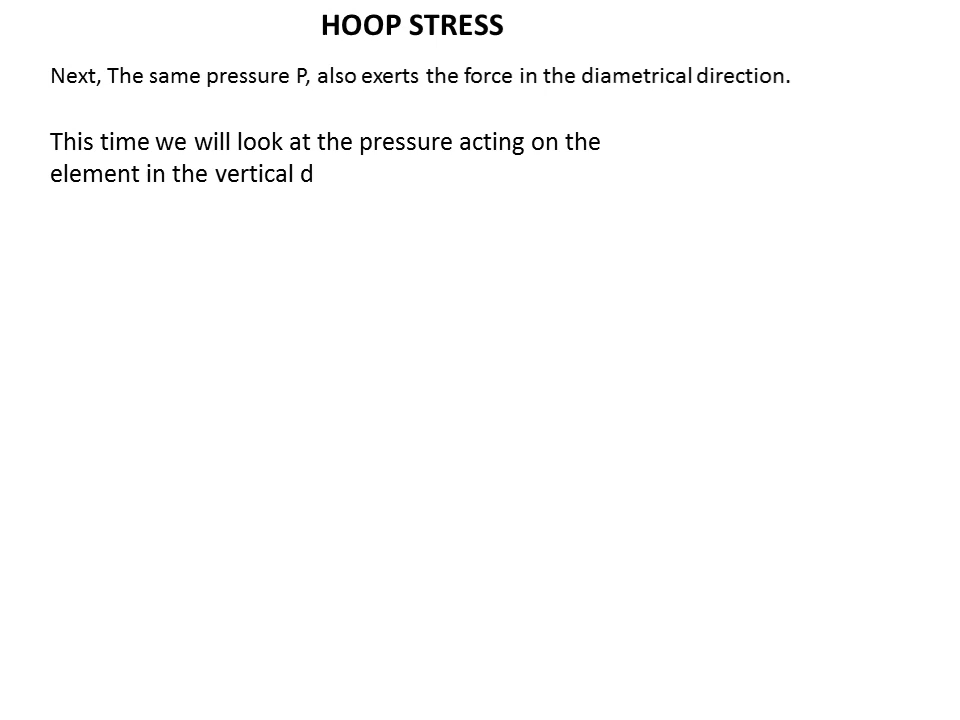 HOOP STRESS
Next, The same pressure P, also exerts the force in the diametrical direction.
This time we will look at the pressure acting on the
element in the vertical d